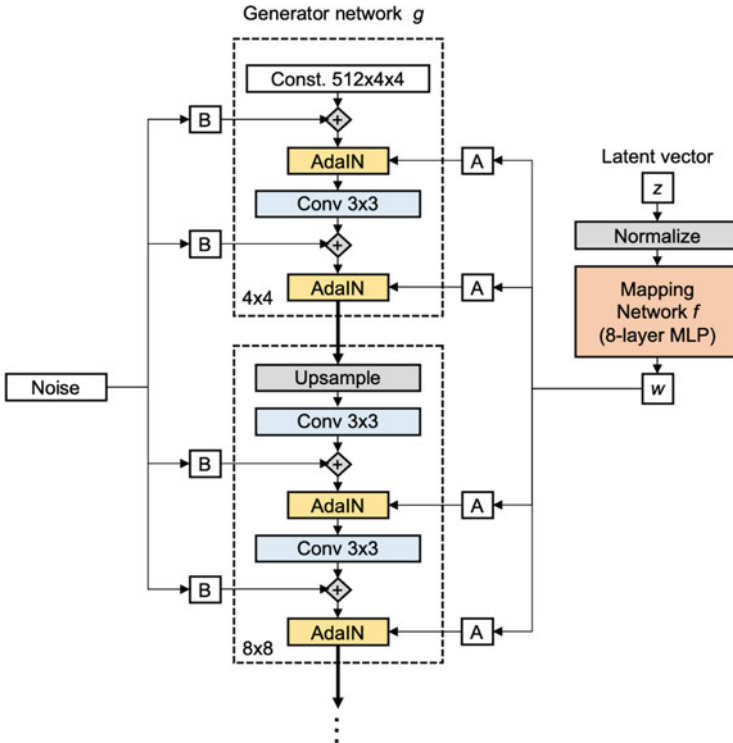 Generator network g
Const. 512x4x4
B
+
AdaIN
A
Conv 3x3
B
+
AdaIN
A
4x4
Latent vector
z
Normalize
Mapping
Network f
(8-layer MLP)
w
Noise
Upsample
Conv 3x3
B
+
AdaIN
A
Conv 3x3
B
+
AdaIN
A
8x8
⋮